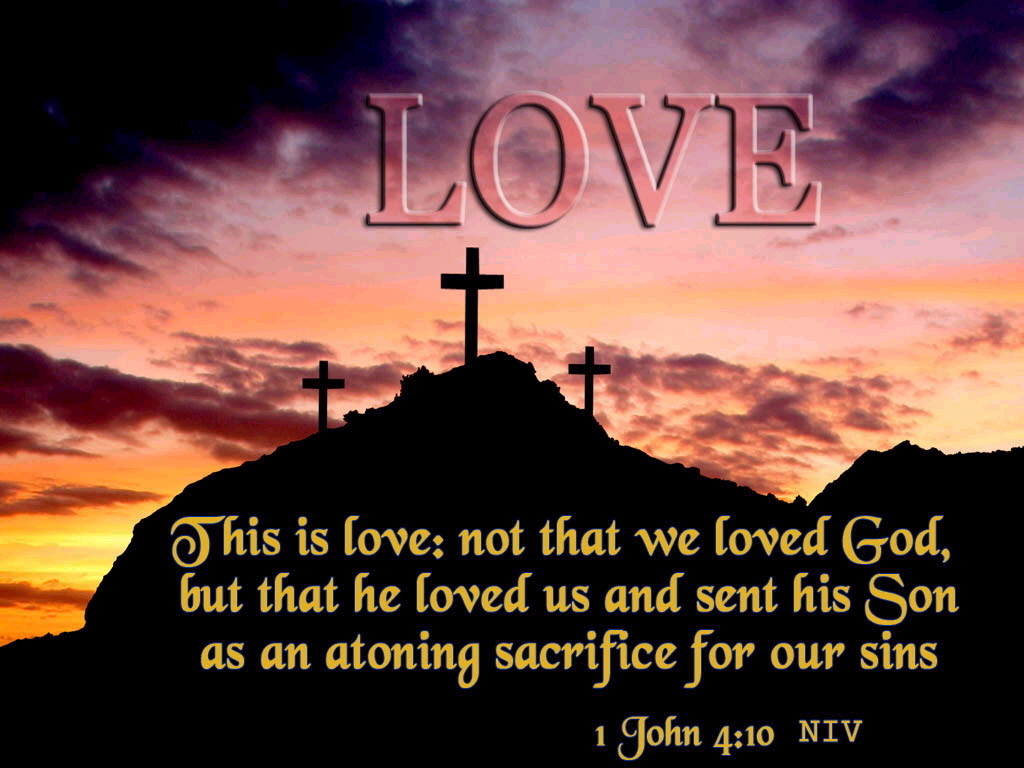 LOVE
This is love: not that we loved God,
but that he loved us and sent his Son
as an atoning sacrifice for our sins
1 John 4:10 NIV